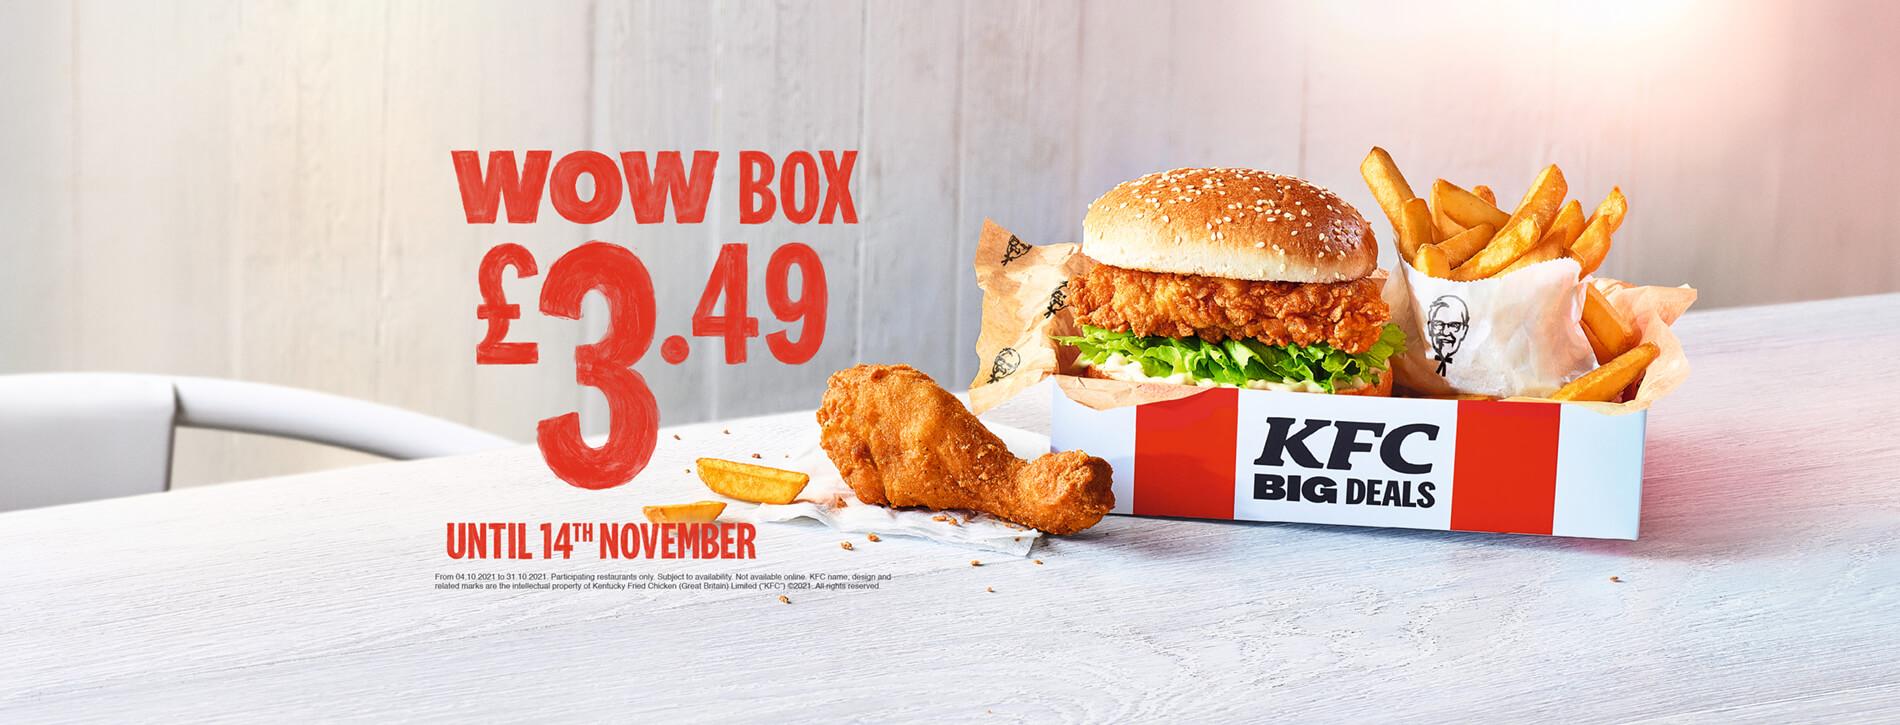 WOW BOX
£3.49
UNTIL 14TH NOVEMBER
From 04.10.2021 to 31.10.2021. Participating restaurants only. Subject to availability. Not available online. KFC name, design and
related marks are the intellectual property of Kentucky Fried Chicken (Great Britain) Limited ("KFC") ©2021. All rights reserved.
KFC
BIG DEALS